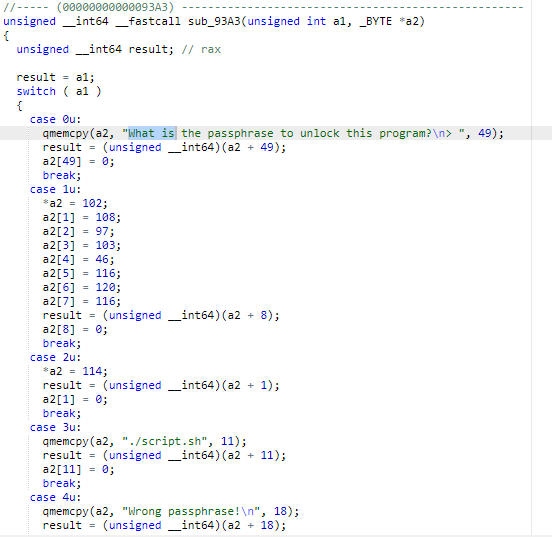 //----- (00000000000093A3) ----------------------------------------------------
unsigned __int64 __fastcall sub_93A3(unsigned int a1, _BYTE *a2)
{
  unsigned __int64 result; // rax

  result = a1;
  switch ( a1 )
  {
    case 0u:
      qmemcpy(a2, "What is the passphrase to unlock this program?\n> ", 49);
      result = (unsigned __int64)(a2 + 49);
      a2[49] = 0;
      break;
    case 1u:
      *a2 = 102;
      a2[1] = 108;
      a2[2] = 97;
      a2[3] = 103;
      a2[4] = 46;
      a2[5] = 116;
      a2[6] = 120;
      a2[7] = 116;
      result = (unsigned __int64)(a2 + 8);
      a2[8] = 0;
      break;
    case 2u:
      *a2 = 114;
      result = (unsigned __int64)(a2 + 1);
      a2[1] = 0;
      break;
    case 3u:
      qmemcpy(a2, "./script.sh", 11);
      result = (unsigned __int64)(a2 + 11);
      a2[11] = 0;
      break;
    case 4u:
      qmemcpy(a2, "Wrong passphrase!\n", 18);
      result = (unsigned __int64)(a2 + 18);